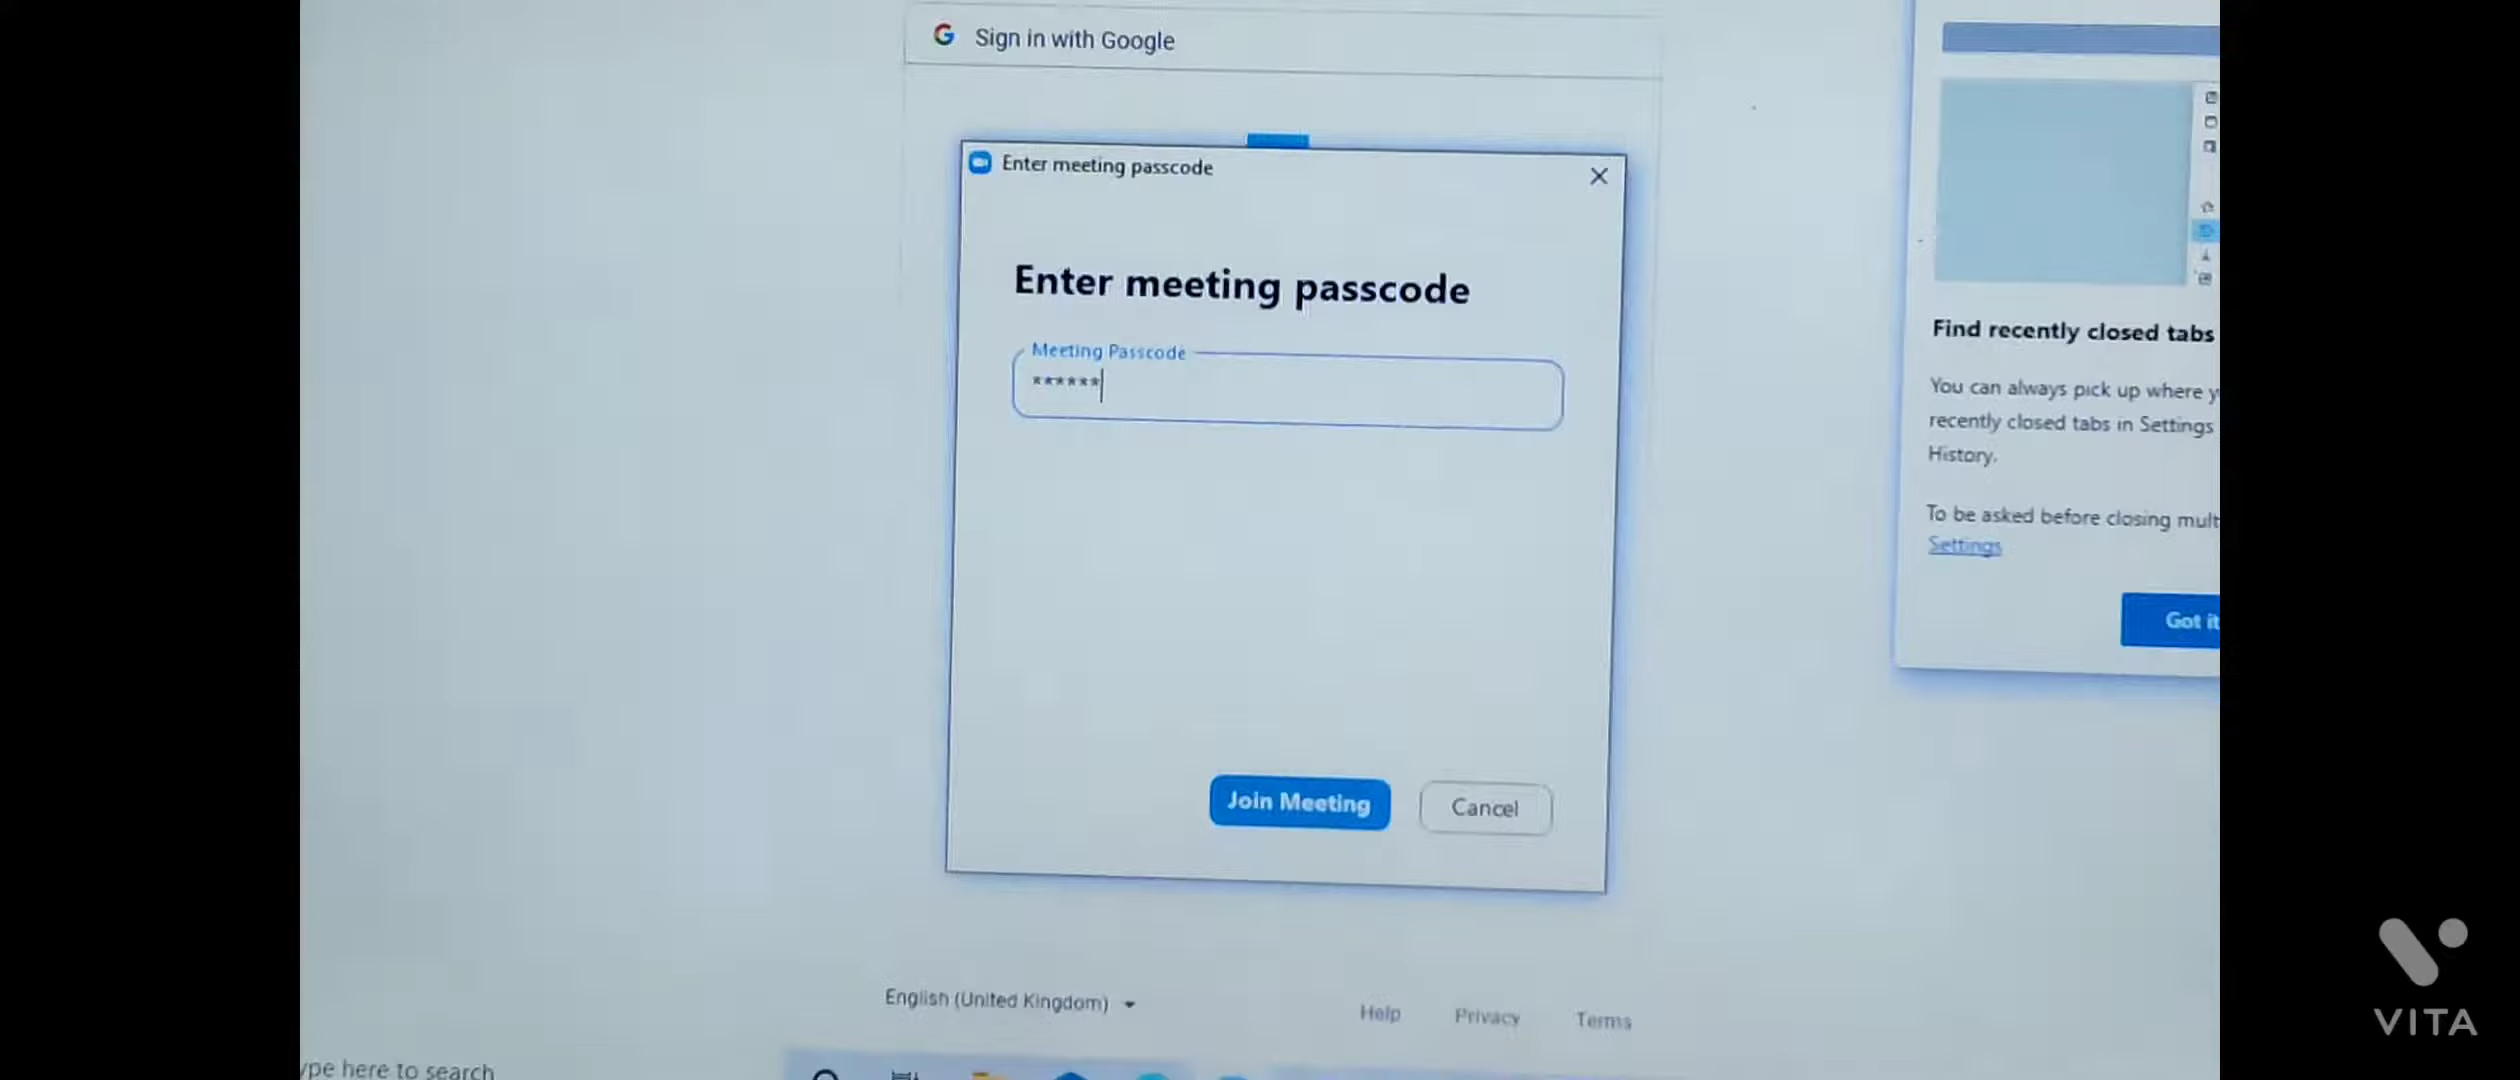 Sign in with Google
Enter meeting passcode
Enter meeting passcode
Meeting Passcode
******
Join Meeting
Cancel
Find recently closed tabs
You can always pick up where y
recently closed tabs in Settings
History.
To be asked before closing mult
Settings
Got it
English (United Kingdom)
Help
Privacy
Terms
ype here to search
VITA